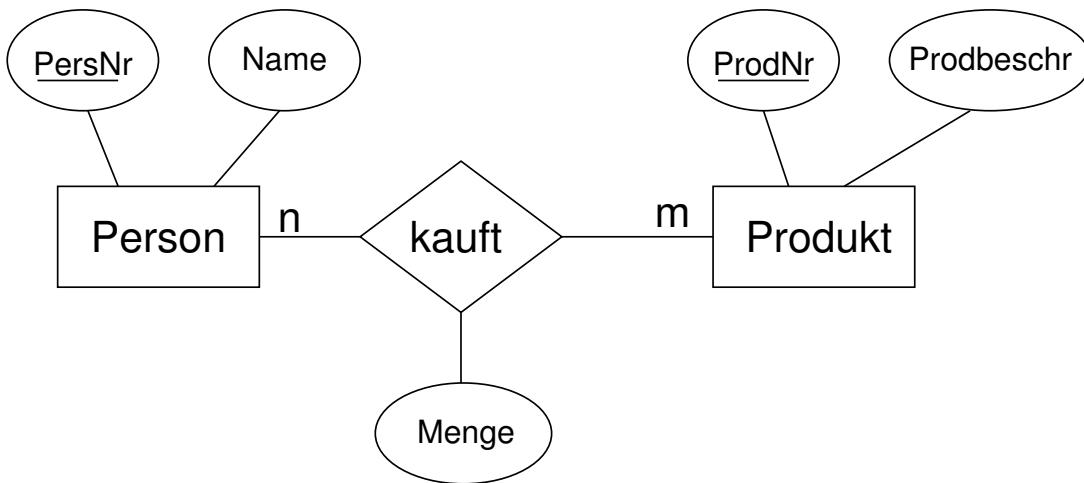 PersNr
Name
ProdNr
Prodbeschr
Person
n
kauft
m
Produkt
Menge